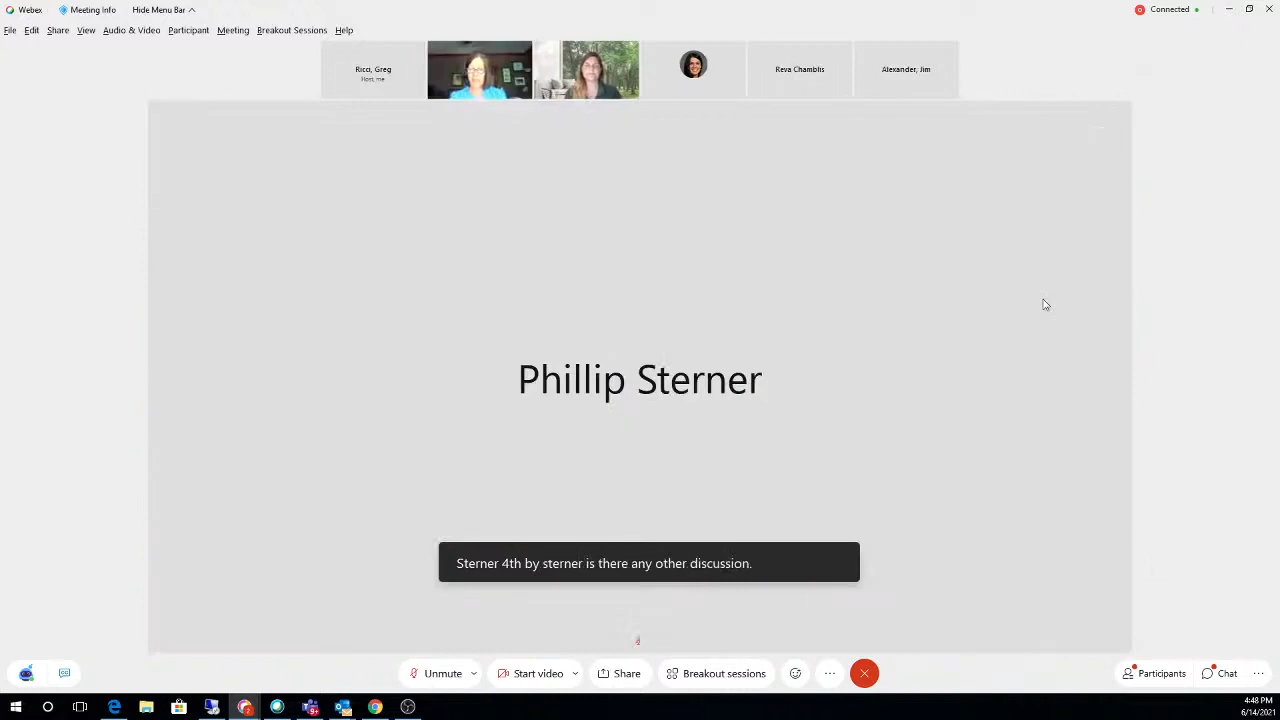 Webex Meeting Info Hide Menu Bar
Connected
File Edit Share View Audio & Video Participant Meeting Breakout Sessions Help
Ricci, Greg
Host, me
Reva Chamblis
Alexander, Jim
Phillip Sterner
Sterner 4th by sterner is there any other discussion.
Unmute Start video Share Breakout sessions Participants Chat
4:48 PM
6/14/2021